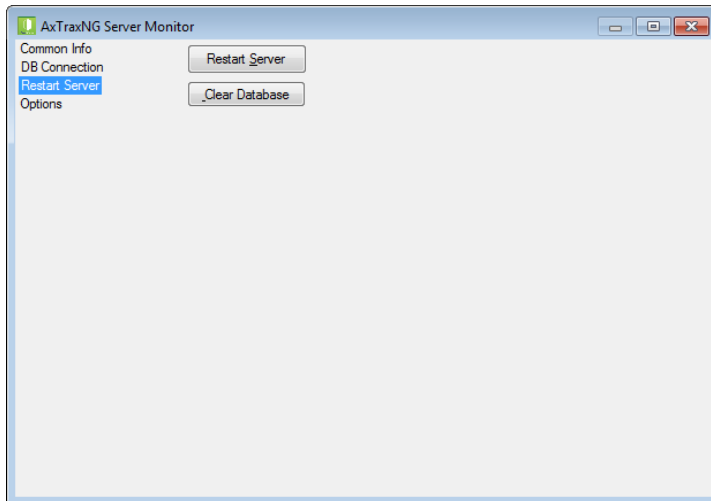 AxTraxNG Server Monitor
Common Info
DB Connection
Restart Server
Options
Restart Server
Clear Database